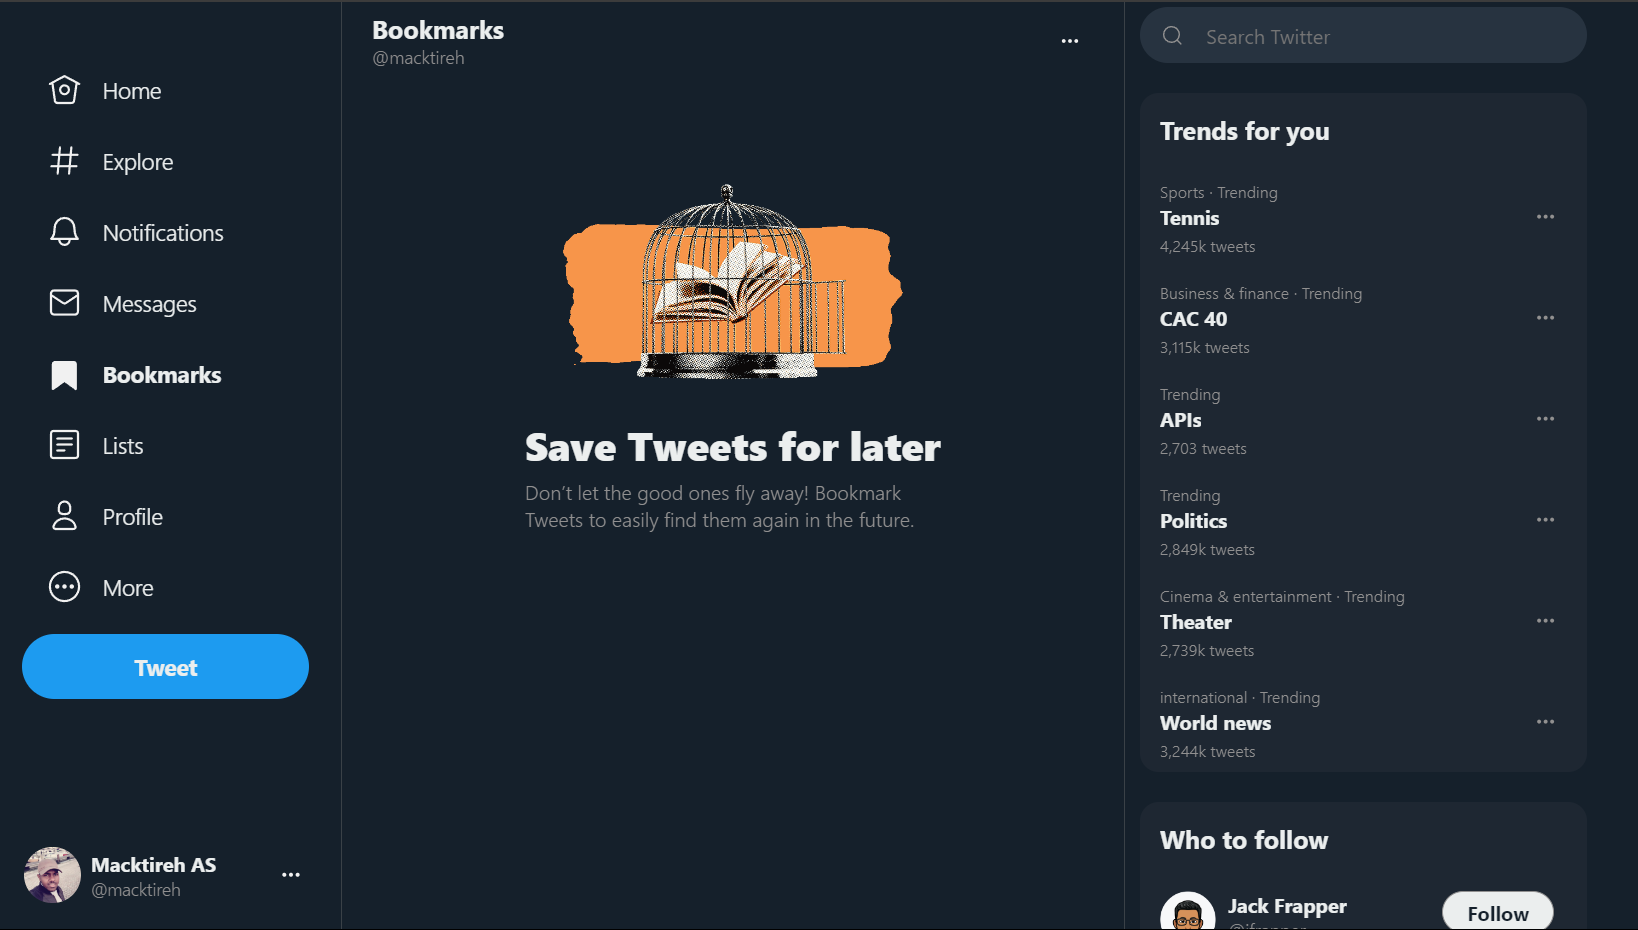 Home
Explore
Notifications
Messages
Bookmarks
Lists
Profile
More
Tweet
Macktireh AS
@macktireh
Bookmarks
@macktireh
Save Tweets for later
Don’t let the good ones fly away! Bookmark
Tweets to easily find them again in the future.
Search Twitter
Trends for you
Sports · Trending
Tennis
4,245k tweets
Business & finance · Trending
CAC 40
3,115k tweets
Trending
APIs
2,703 tweets
Trending
Politics
2,849k tweets
Cinema & entertainment · Trending
Theater
2,739k tweets
international · Trending
World news
3,244k tweets
Who to follow
Jack Frapper
Follow